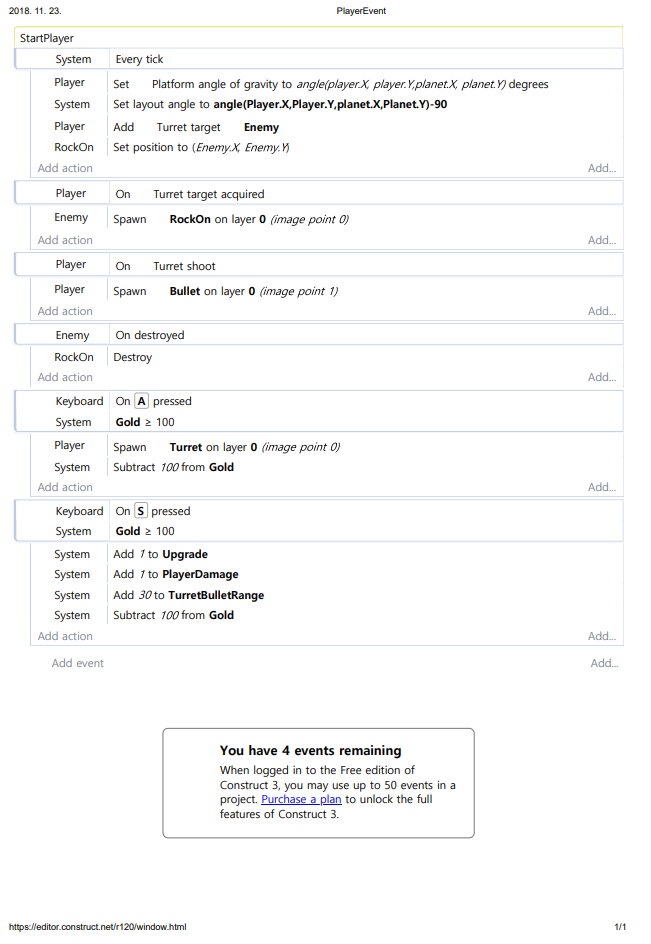 2018. 11. 23. PlayerEvent
StartPlayer
System Every tick
Player Set Platform angle of gravity to angle(player.X, player.Y,planet.X, planet.Y) degrees
System Set layout angle to angle(Player.X,Player.Y,planet.X,Planet.Y)-90
Player Add Turret target Enemy
RockOn Set position to (Enemy.X, Enemy.Y)
Add action Add...
Player On Turret target acquired
Enemy Spawn RockOn on layer 0 (image point 0)
Add action Add...
Player On Turret shoot
Player Spawn Bullet on layer 0 (image point 1)
Add action Add...
Enemy On destroyed
RockOn Destroy
Add action Add...
Keyboard On A pressed
System Gold ≥ 100
Player Spawn Turret on layer 0 (image point 0)
System Subtract 100 from Gold
Add action Add...
Keyboard On S pressed
System Gold ≥ 100
System Add 1 to Upgrade
System Add 1 to PlayerDamage
System Add 30 to TurretBulletRange
System Subtract 100 from Gold
Add action Add...
Add event Add...
You have 4 events remaining
When logged in to the Free edition of
Construct 3, you may use up to 50 events in a
project. Purchase a plan to unlock the full
features of Construct 3.
https://editor.construct.net/r120/window.html 1/1